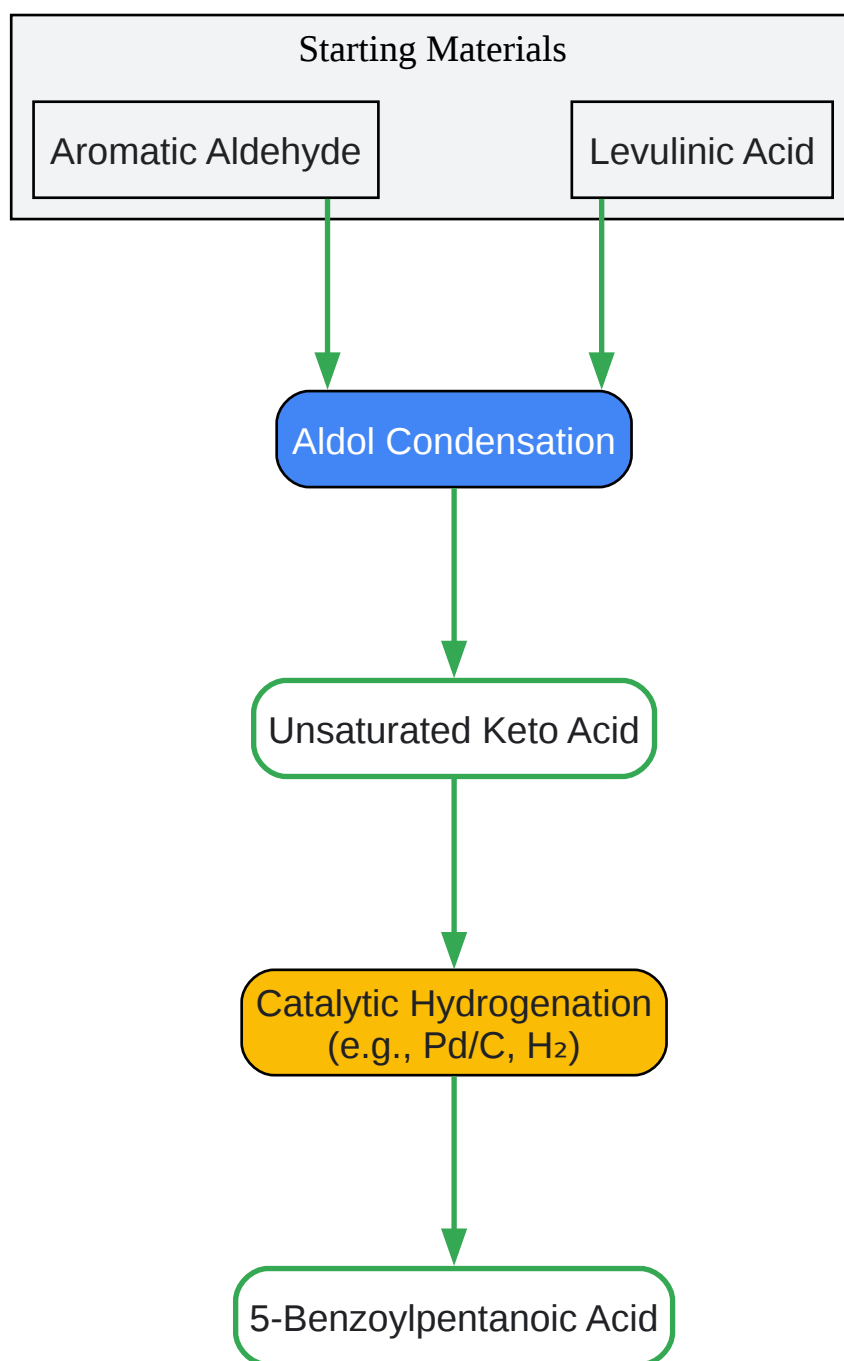 Starting Materials
Aromatic Aldehyde
Levulinic Acid
Aldol Condensation
Unsaturated Keto Acid
Catalytic Hydrogenation
(e.g., Pd/C, H₂)
5-Benzoylpentanoic Acid